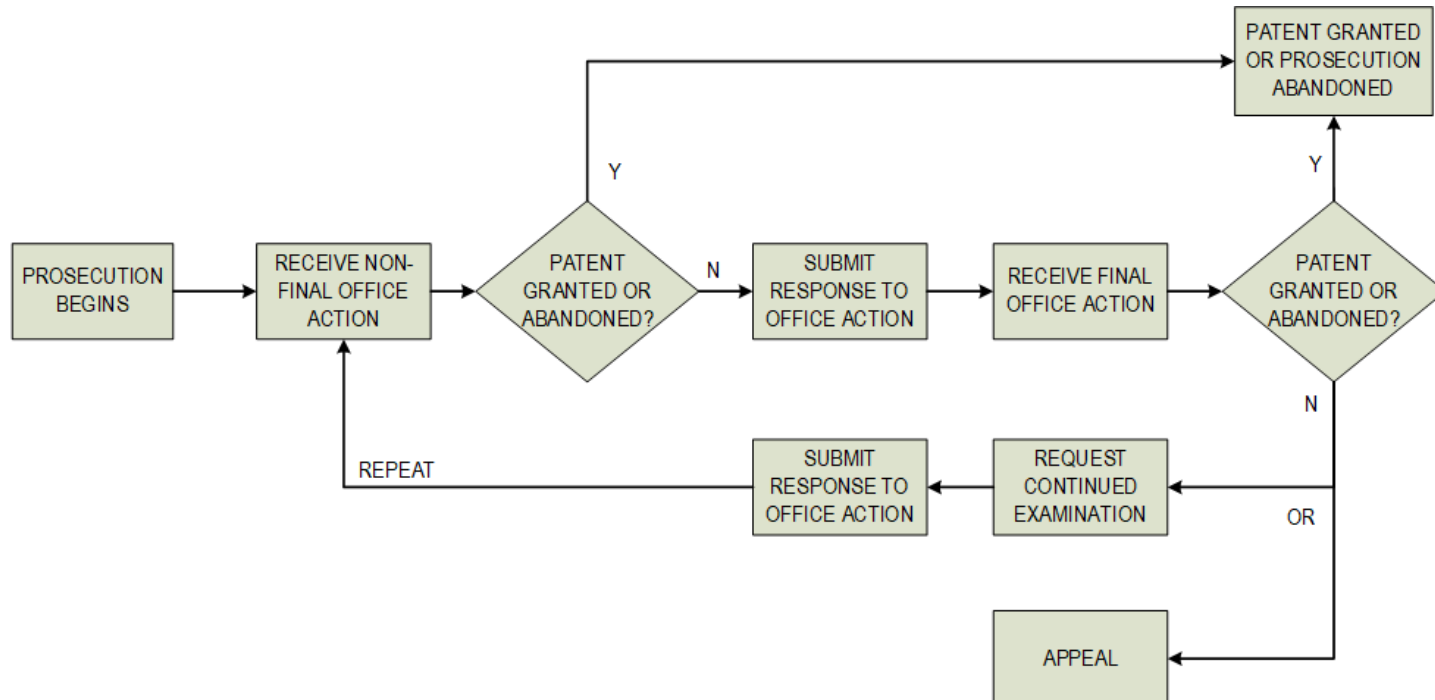 PATENT GRANTED
OR PROSECUTION
ABANDONED
Y
Y
PROSECUTION
BEGINS
RECEIVE NON-
FINAL OFFICE
ACTION
PATENT
GRANTED OR
ABANDONED?
N
SUBMIT
RESPONSE TO
OFFICE ACTION
RECEIVE FINAL
OFFICE ACTION
PATENT
GRANTED OR
ABANDONED?
N
REPEAT
SUBMIT
RESPONSE TO
OFFICE ACTION
REQUEST
CONTINUED
EXAMINATION
OR
APPEAL